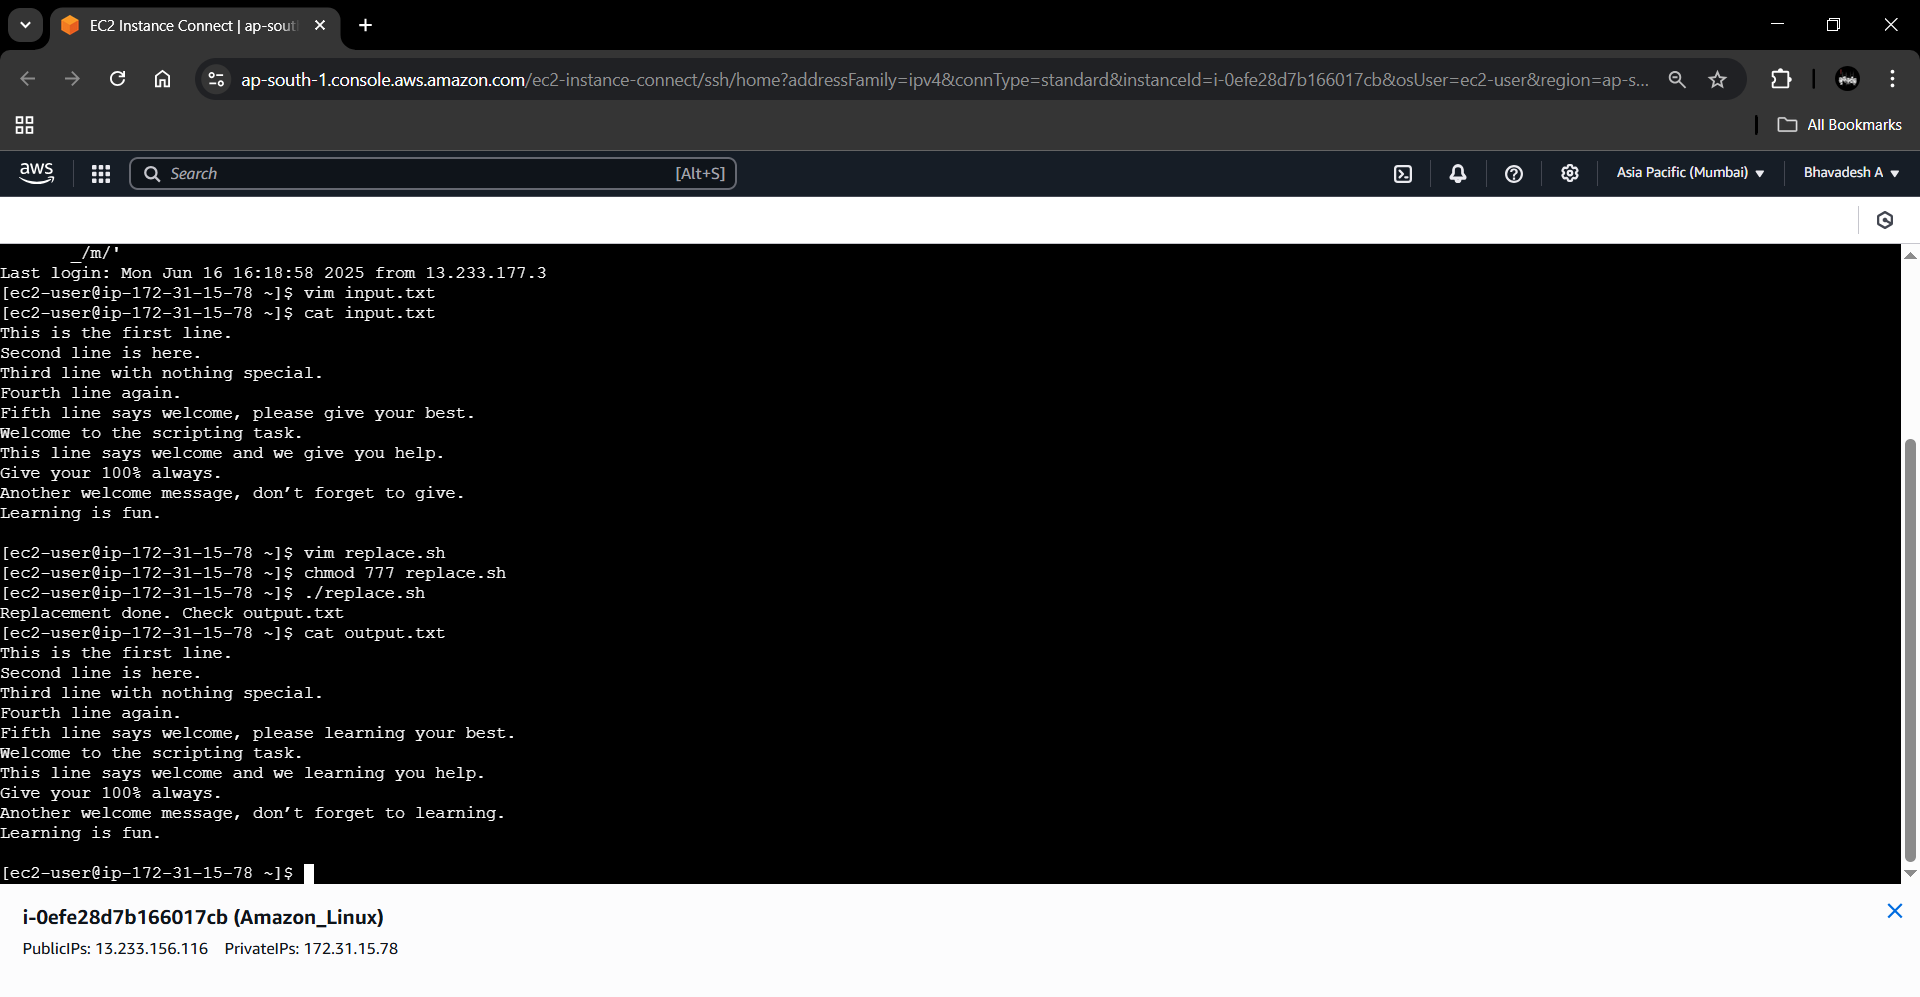 EC2 Instance Connect | ap-sout
ap-south-1.console.aws.amazon.com/ec2-instance-connect/ssh/home?addressFamily=ipv4&connType=standard&instanceId=i-0efe28d7b166017cb&osUser=ec2-user&region=ap-s...
All Bookmarks
aws
Search
[Alt+S]
Asia Pacific (Mumbai)
Bhavadesh A
_/m/'
Last login: Mon Jun 16 16:18:58 2025 from 13.233.177.3
[ec2-user@ip-172-31-15-78 ~]$ vim input.txt
[ec2-user@ip-172-31-15-78 ~]$ cat input.txt
This is the first line.
Second line is here.
Third line with nothing special.
Fourth line again.
Fifth line says welcome, please give your best.
Welcome to the scripting task.
This line says welcome and we give you help.
Give your 100% always.
Another welcome message, don’t forget to give.
Learning is fun.
[ec2-user@ip-172-31-15-78 ~]$ vim replace.sh
[ec2-user@ip-172-31-15-78 ~]$ chmod 777 replace.sh
[ec2-user@ip-172-31-15-78 ~]$ ./replace.sh
Replacement done. Check output.txt
[ec2-user@ip-172-31-15-78 ~]$ cat output.txt
This is the first line.
Second line is here.
Third line with nothing special.
Fourth line again.
Fifth line says welcome, please learning your best.
Welcome to the scripting task.
This line says welcome and we learning you help.
Give your 100% always.
Another welcome message, don’t forget to learning.
Learning is fun.
[ec2-user@ip-172-31-15-78 ~]$
i-0efe28d7b166017cb (Amazon_Linux)
PublicIPs: 13.233.156.116 PrivateIPs: 172.31.15.78